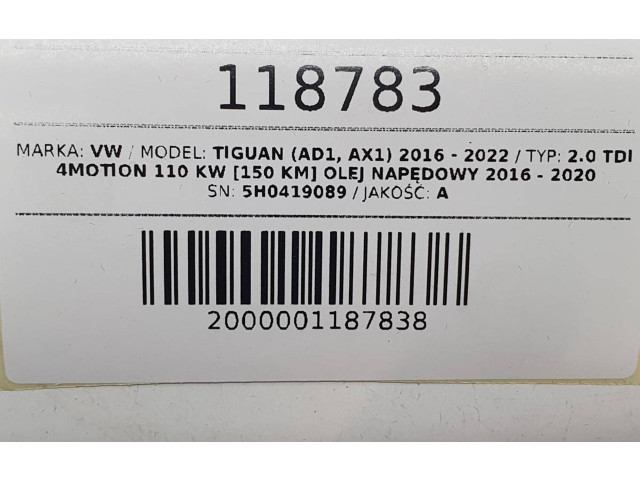 118783
MARKA: VW / MODEL: TIGUAN (AD1, AX1) 2016 - 2022 / TYP: 2.0 TDI
4MOTION 110 KW [150 KM] OLEJ NAPĘDOWY 2016 - 2020
SN: 5H0419089 / JAKOŚĆ: A
2000001187838